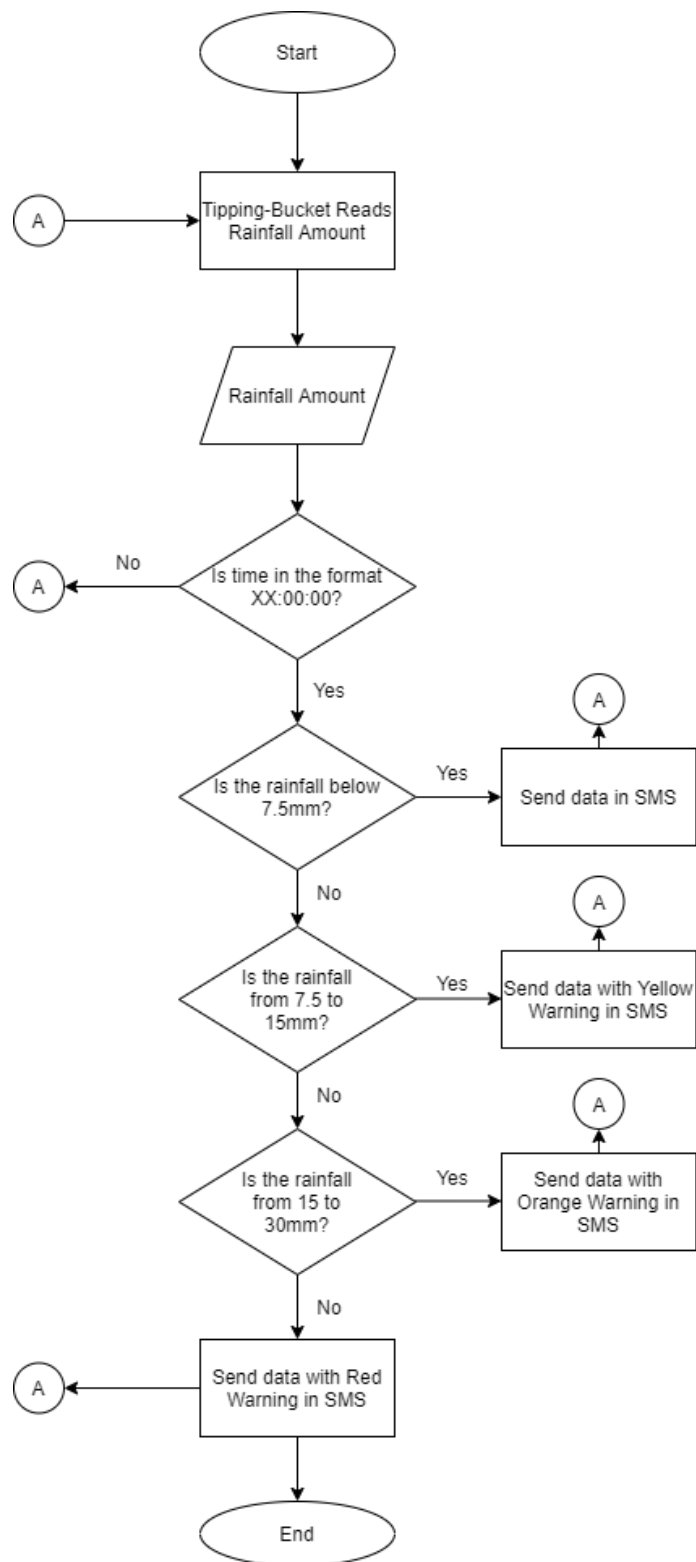 Start
Tipping-Bucket Reads
Rainfall Amount
A
Rainfall Amount
Is time in the format
XX:00:00?
No
A
Yes
A
Is the rainfall below
7.5mm?
Yes
Send data in SMS
No
A
Is the rainfall
from 7.5 to
15mm?
Yes
Send data with Yellow
Warning in SMS
No
A
Is the rainfall
from 15 to
30mm?
Yes
Send data with
Orange Warning in
SMS
No
Send data with Red
Warning in SMS
A
End